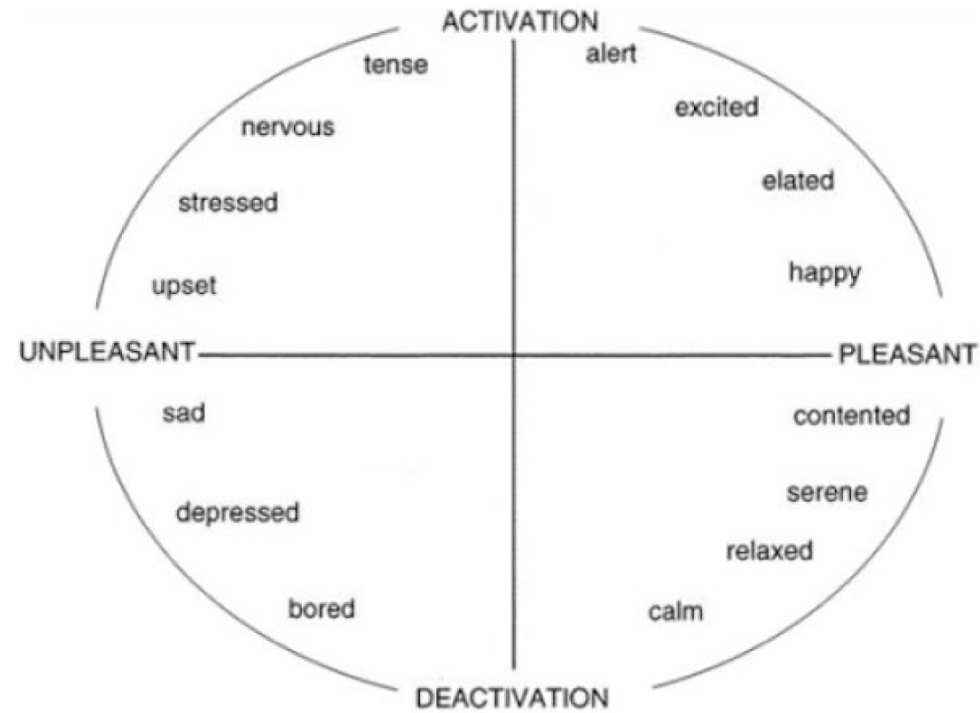 ACTIVATION
tense
alert
nervous
excited
stressed
elated
upset
happy
UNPLEASANT
PLEASANT
sad
contented
depressed
serene
relaxed
bored
calm
DEACTIVATION